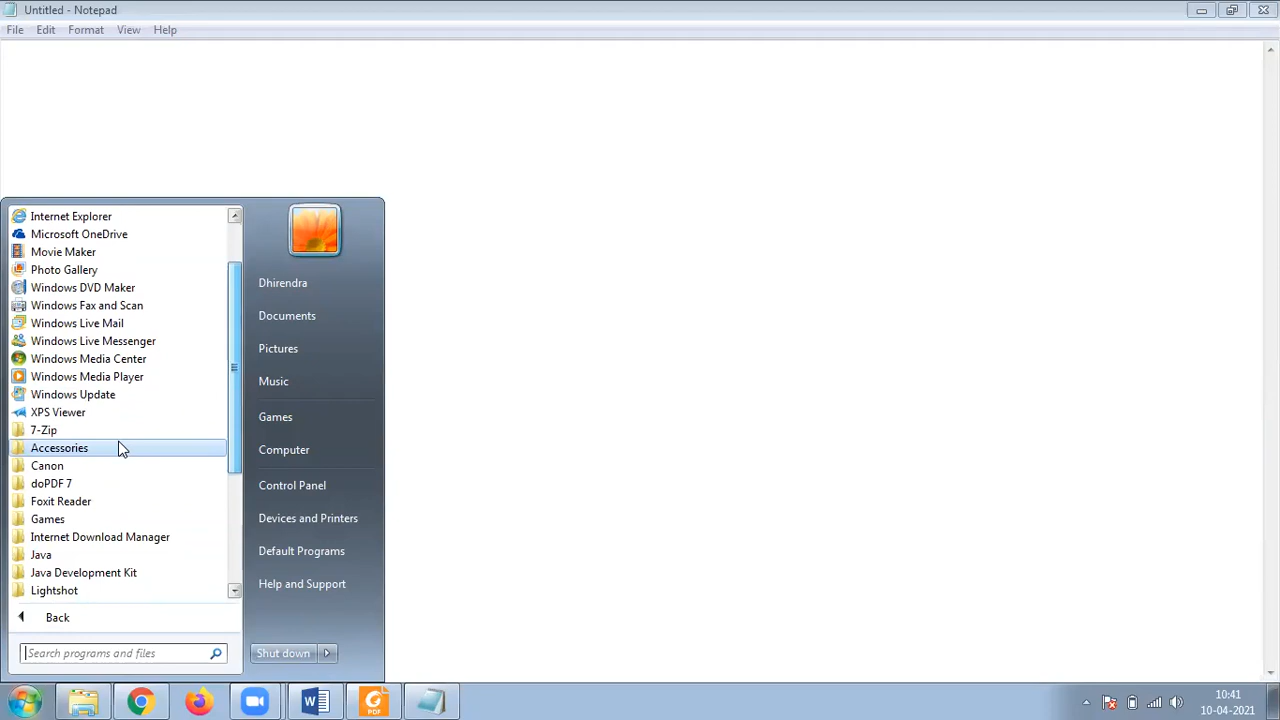 Untitled - Notepad
File Edit Format View Help
Internet Explorer
Microsoft OneDrive
Movie Maker
Photo Gallery
Windows DVD Maker
Windows Fax and Scan
Windows Live Mail
Windows Live Messenger
Windows Media Center
Windows Media Player
Windows Update
XPS Viewer
7-Zip
Accessories
Canon
doPDF 7
Foxit Reader
Games
Internet Download Manager
Java
Java Development Kit
Lightshot
Back
Search programs and files
Dhirendra
Documents
Pictures
Music
Games
Computer
Control Panel
Devices and Printers
Default Programs
Help and Support
Shut down
W
PDF
10:41
10-04-2021